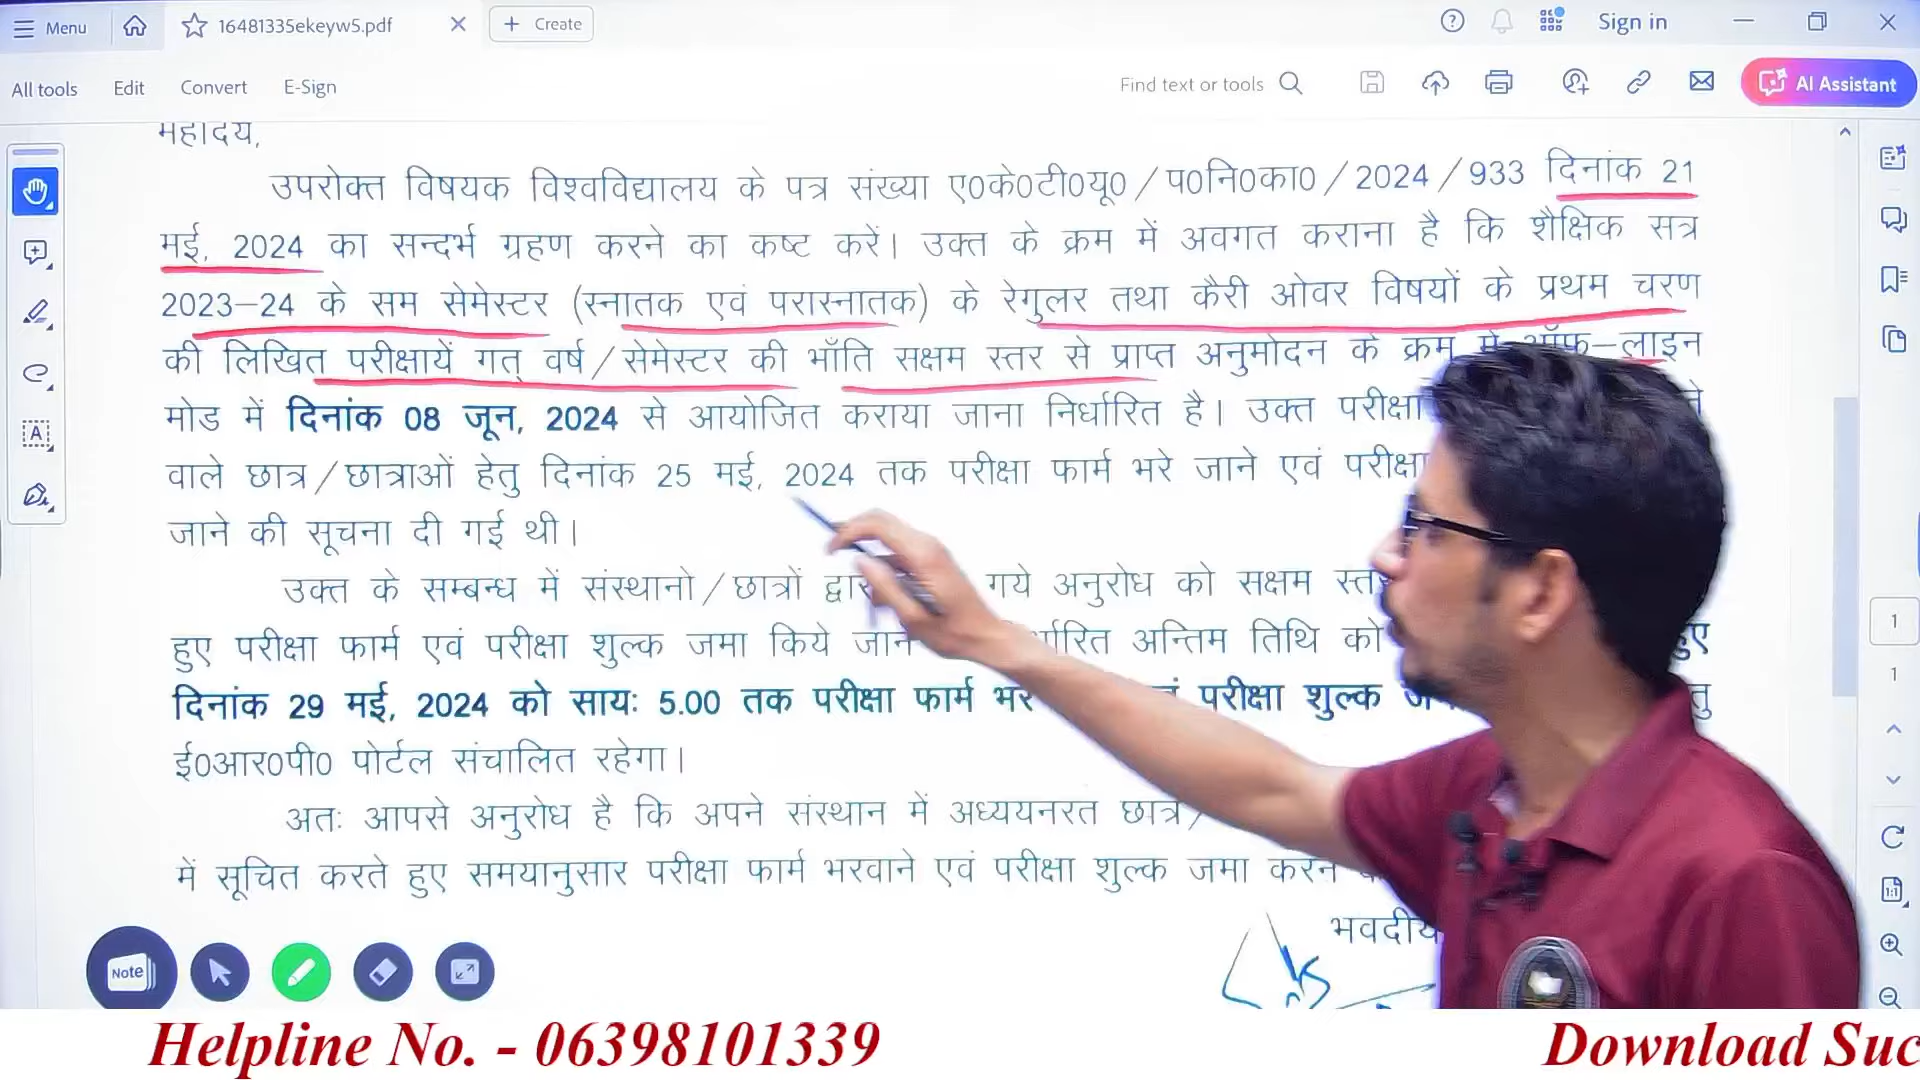 Menu
16481335ekeyw5.pdf
Create
Sign in
All tools Edit Convert E-Sign
Find text or tools
AI Assistant
महोदय,
उपरोक्त विषयक विश्वविद्यालय के पत्र संख्या ए0के0टी0यू0/प0नि0का0/2024/933 दिनांक 21
मई, 2024 का सन्दर्भ ग्रहण करने का कष्ट करें। उक्त के क्रम में अवगत कराना है कि शैक्षिक सत्र
2023-24 के सम सेमेस्टर (स्नातक एवं परास्नातक) के रेगुलर तथा कैरी ओवर विषयों के प्रथम चरण
की लिखित परीक्षायें गत् वर्ष/सेमेस्टर की भाँति सक्षम स्तर से प्राप्त अनुमोदन के क्रम में ऑफ-लाइन
मोड में दिनांक 08 जून, 2024 से आयोजित कराया जाना निर्धारित है। उक्त परीक्षा
वाले छात्र/छात्राओं हेतु दिनांक 25 मई, 2024 तक परीक्षा फार्म भरे जाने एवं परीक्षा
जाने की सूचना दी गई थी।
उक्त के सम्बन्ध में संस्थानो/छात्रों गये अनुरोध को सक्षम
हुए परीक्षा फार्म एवं परीक्षा शुल्क जमा किये अन्तिम तिथि को हुए
दिनांक 29 मई, 2024 को सायः 5.00 तक परीक्षा फार्म परीक्षा शुल्क
ई0आर0पी0 पोर्टल संचालित रहेगा।
अतः आपसे अनुरोध है कि अपने संस्थान में अध्ययनरत छात्र/
में सूचित करते हुए समयानुसार परीक्षा फार्म भरवाने एवं परीक्षा शुल्क जमा
1
1
Note
Helpline No. - 06398101339
Download